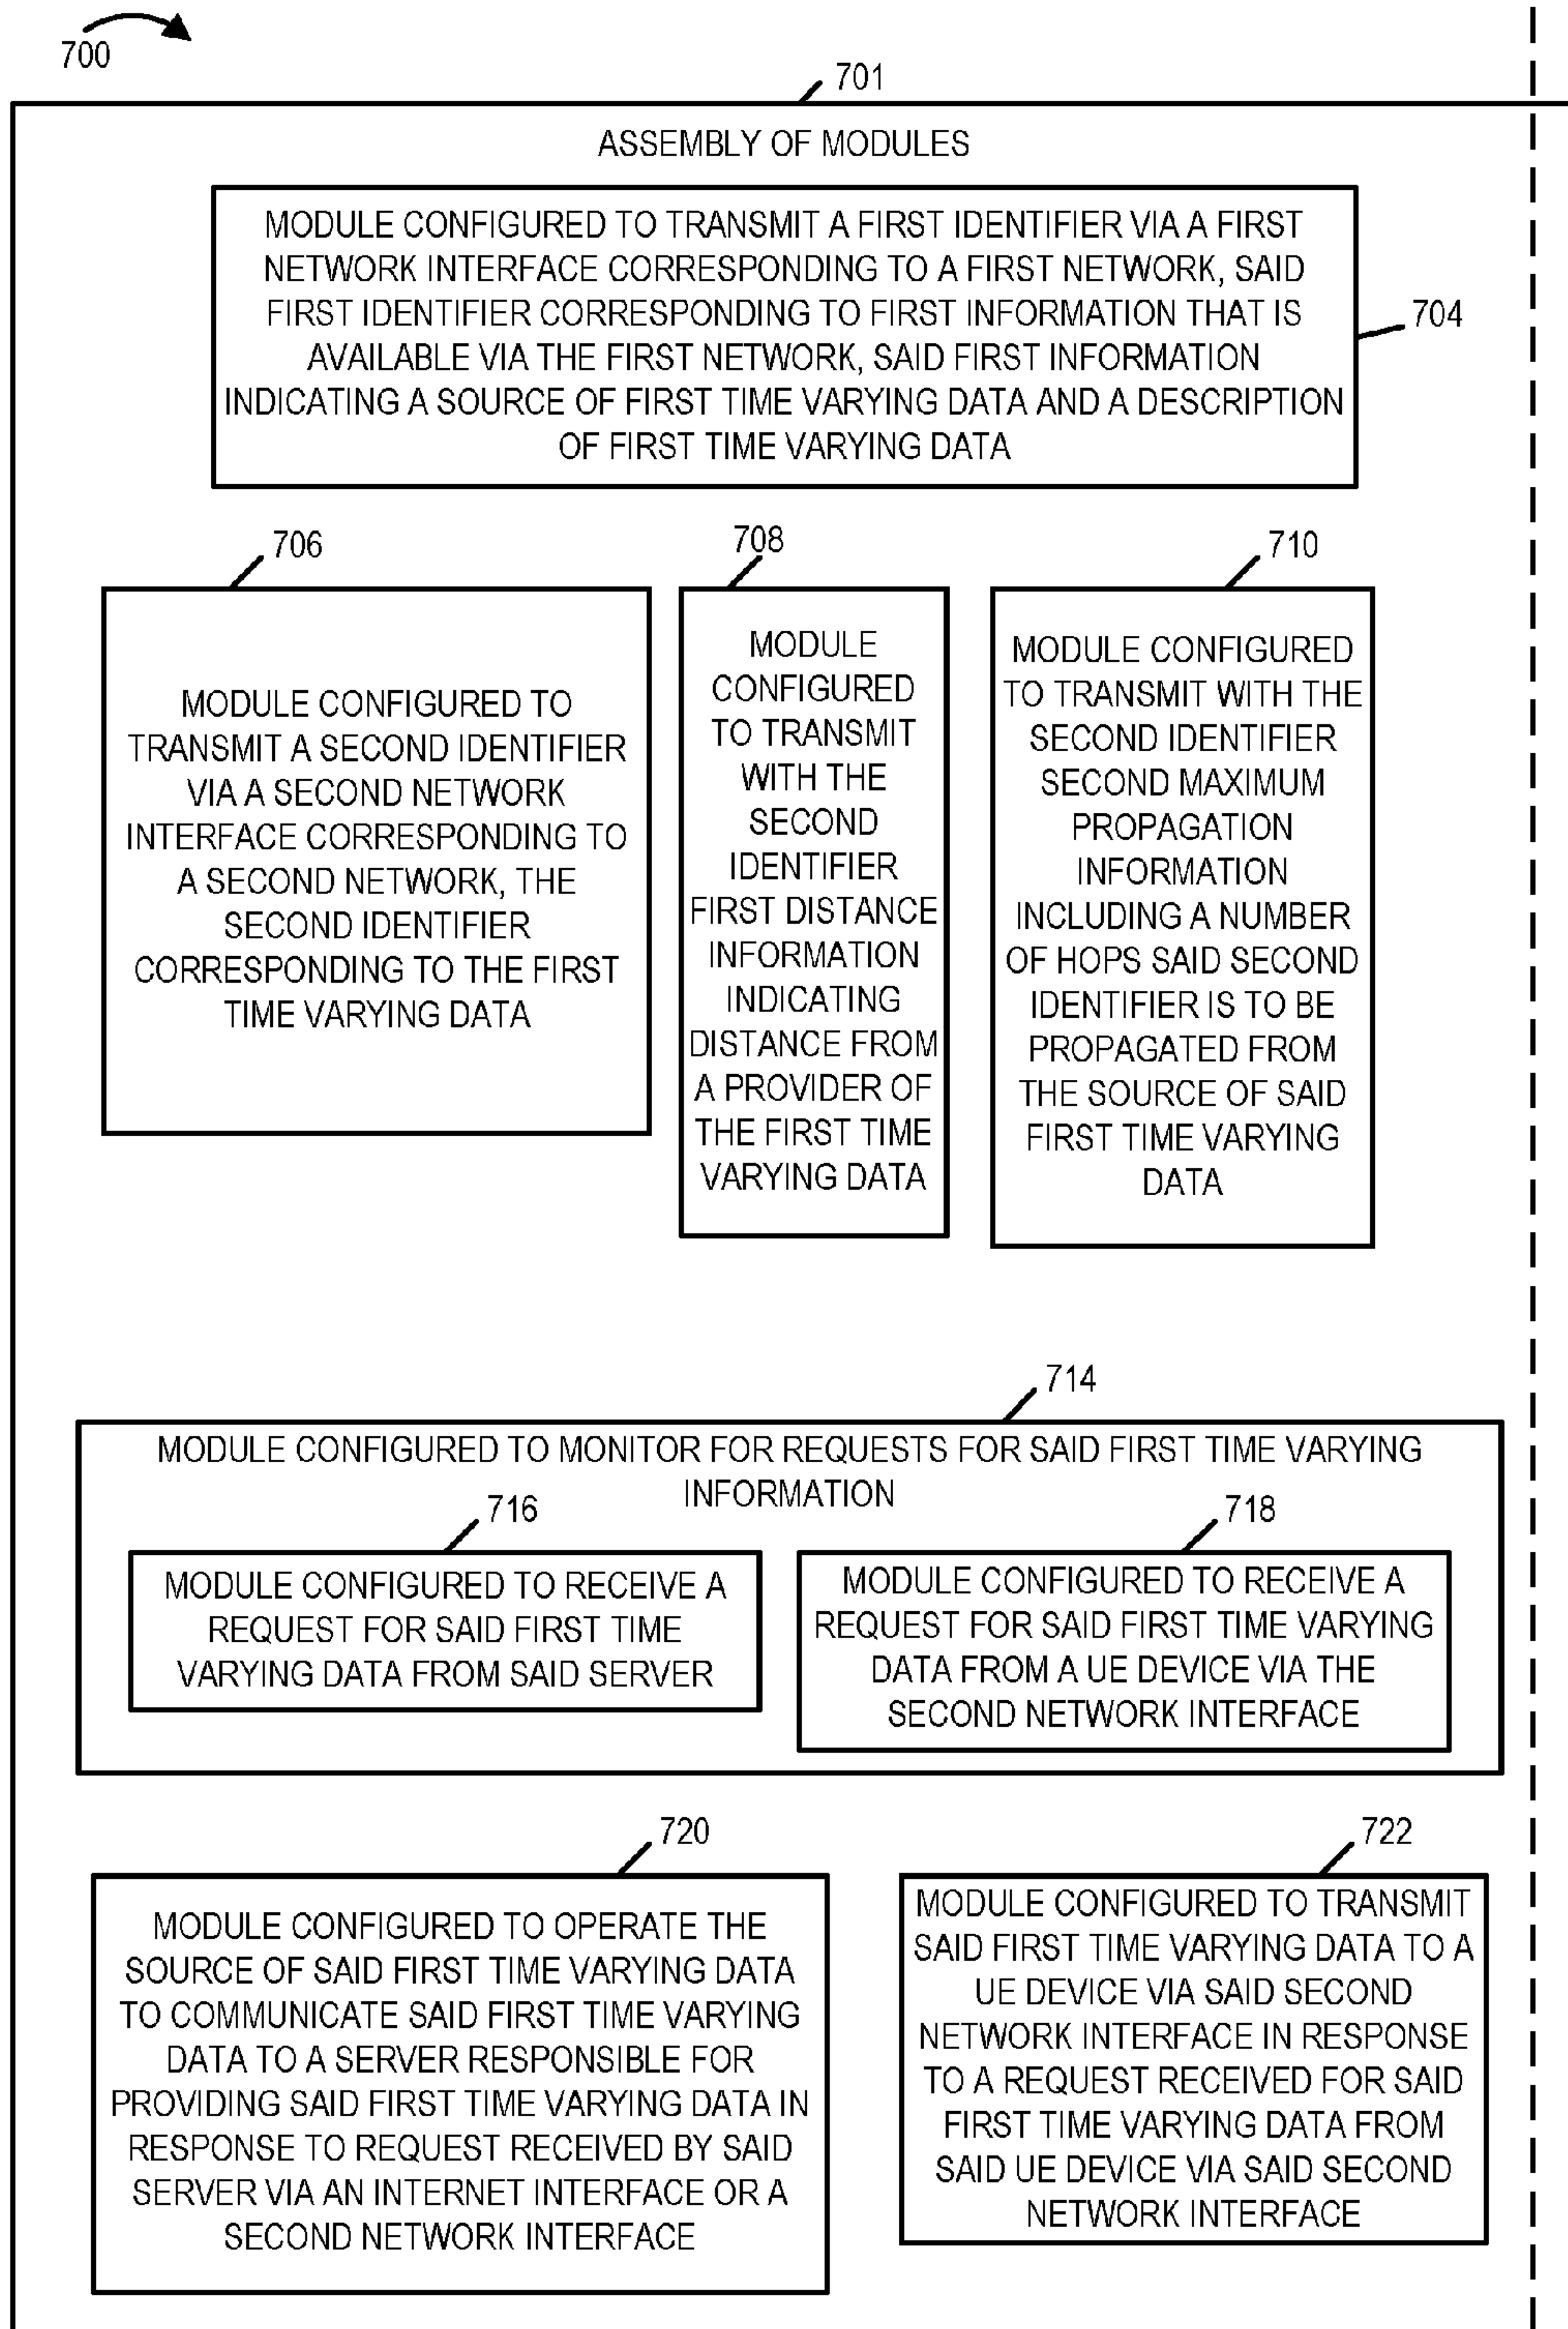 700
701
ASSEMBLY OF MODULES
MODULE CONFIGURED TO TRANSMIT A FIRST IDENTIFIER VIA A FIRST
NETWORK INTERFACE CORRESPONDING TO A FIRST NETWORK, SAID
FIRST IDENTIFIER CORRESPONDING TO FIRST INFORMATION THAT IS
AVAILABLE VIA THE FIRST NETWORK, SAID FIRST INFORMATION
INDICATING A SOURCE OF FIRST TIME VARYING DATA AND A DESCRIPTION
OF FIRST TIME VARYING DATA
704
706
MODULE CONFIGURED TO
TRANSMIT A SECOND IDENTIFIER
VIA A SECOND NETWORK
INTERFACE CORRESPONDING TO
A SECOND NETWORK, THE
SECOND IDENTIFIER
CORRESPONDING TO THE FIRST
TIME VARYING DATA
708
MODULE
CONFIGURED
TO TRANSMIT
WITH THE
SECOND
IDENTIFIER
FIRST DISTANCE
INFORMATION
INDICATING
DISTANCE FROM
A PROVIDER OF
THE FIRST TIME
VARYING DATA
710
MODULE CONFIGURED
TO TRANSMIT WITH THE
SECOND IDENTIFIER
SECOND MAXIMUM
PROPAGATION
INFORMATION
INCLUDING A NUMBER
OF HOPS SAID SECOND
IDENTIFIER IS TO BE
PROPAGATED FROM
THE SOURCE OF SAID
FIRST TIME VARYING
DATA
714
MODULE CONFIGURED TO MONITOR FOR REQUESTS FOR SAID FIRST TIME VARYING
INFORMATION
716
MODULE CONFIGURED TO RECEIVE A
REQUEST FOR SAID FIRST TIME
VARYING DATA FROM SAID SERVER
718
MODULE CONFIGURED TO RECEIVE A
REQUEST FOR SAID FIRST TIME VARYING
DATA FROM A UE DEVICE VIA THE
SECOND NETWORK INTERFACE
720
MODULE CONFIGURED TO OPERATE THE
SOURCE OF SAID FIRST TIME VARYING DATA
TO COMMUNICATE SAID FIRST TIME VARYING
DATA TO A SERVER RESPONSIBLE FOR
PROVIDING SAID FIRST TIME VARYING DATA IN
RESPONSE TO REQUEST RECEIVED BY SAID
SERVER VIA AN INTERNET INTERFACE OR A
SECOND NETWORK INTERFACE
722
MODULE CONFIGURED TO TRANSMIT
SAID FIRST TIME VARYING DATA TO A
UE DEVICE VIA SAID SECOND
NETWORK INTERFACE IN RESPONSE
TO A REQUEST RECEIVED FOR SAID
FIRST TIME VARYING DATA FROM
SAID UE DEVICE VIA SAID SECOND
NETWORK INTERFACE